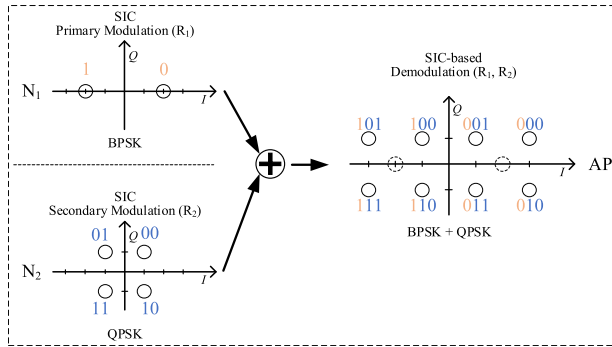 SIC
Primary Modulation (R₁)
Q
1 0
N₁
I
BPSK
SIC
Secondary Modulation (R₂)
01 00
Q
N₂
I
11 10
QPSK
SIC-based
Demodulation (R₁, R₂)
Q
101 100 001 000
AP
I
111 110 011 010
BPSK + QPSK